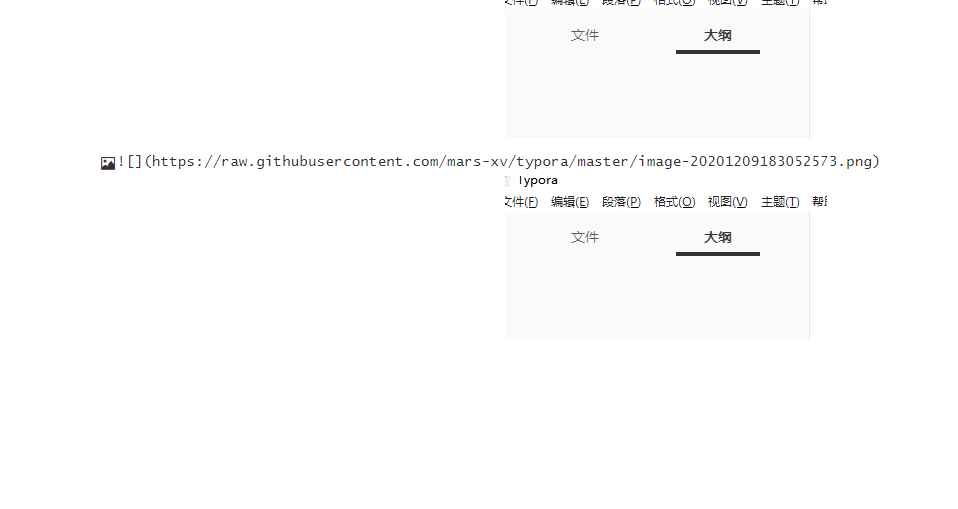 文件(F) 编辑(E) 段落(P) 格式(O) 视图(V) 主题(T) 帮
文件 大纲
![](https://raw.githubusercontent.com/mars-xv/typora/master/image-20201209183052573.png)
Typora
文件(F) 编辑(E) 段落(P) 格式(O) 视图(V) 主题(T) 帮
文件 大纲